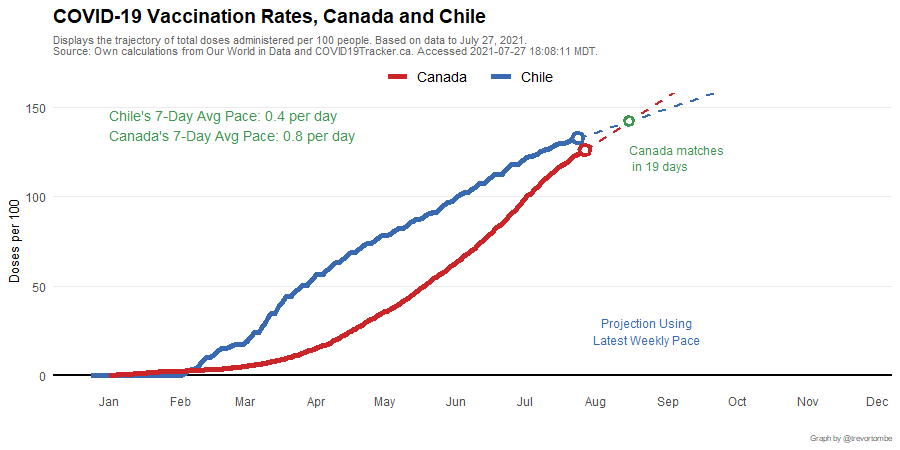 COVID-19 Vaccination Rates, Canada and Chile
Displays the trajectory of total doses administered per 100 people. Based on data to July 27, 2021.
Source: Own calculations from Our World in Data and COVID19Tracker.ca. Accessed 2021-07-27 18:08:11 MDT.
Canada Chile
150
Chile's 7-Day Avg Pace: 0.4 per day
Canada's 7-Day Avg Pace: 0.8 per day
Canada matches
in 19 days
100
Doses per 100
50
Projection Using
Latest Weekly Pace
0
Jan Feb Mar Apr May Jun Jul Aug Sep Oct Nov Dec
Graph by @trevortombe